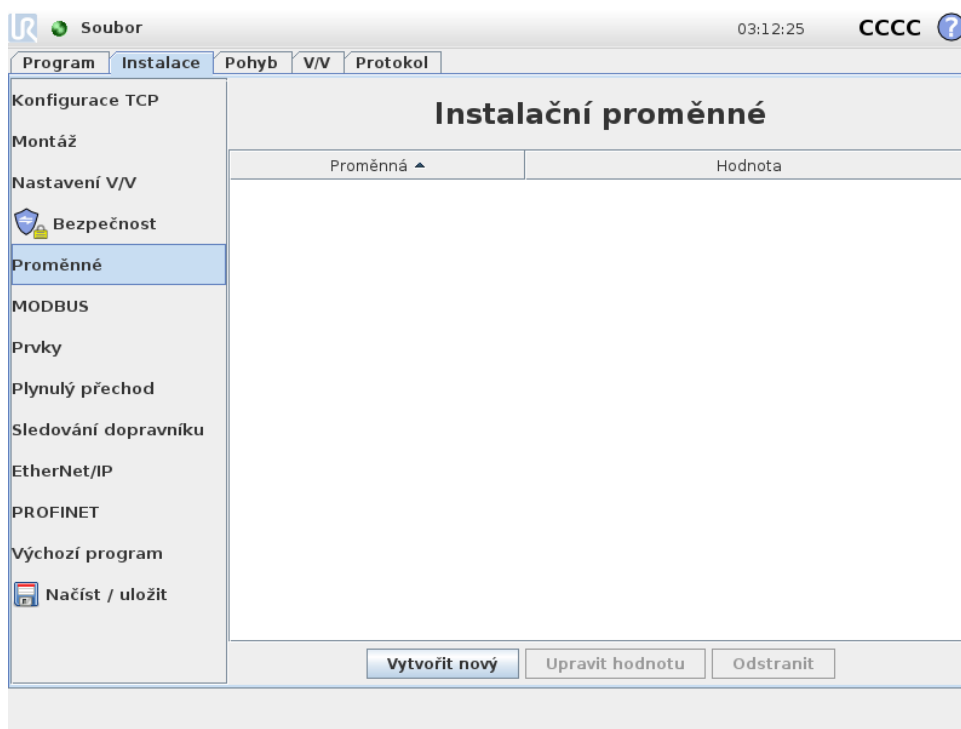 UR Soubor 03:12:25 CCCC ?
Program Instalace Pohyb V/V Protokol
Konfigurace TCP
Montáž
Nastavení V/V
Bezpečnost
Proměnné
MODBUS
Prvky
Plynulý přechod
Sledování dopravníku
EtherNet/IP
PROFINET
Výchozí program
Načíst / uložit
Instalační proměnné
Proměnná Hodnota
Vytvořit nový Upravit hodnotu Odstranit